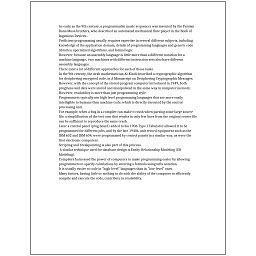 as early as the 9th century, a programmable music sequencer was invented by the Persian
Banu Musa brothers, who described an automated mechanical flute player in the Book of
Ingenious Devices.
Proficient programming usually requires expertise in several different subjects, including
knowledge of the application domain, details of programming languages and generic code
libraries, specialized algorithms, and formal logic.
However, because an assembly language is little more than a different notation for a
machine language, two machines with different instruction sets also have different
assembly languages.
There exist a lot of different approaches for each of those tasks.
In the 9th century, the Arab mathematician Al-Kindi described a cryptographic algorithm
for deciphering encrypted code, in A Manuscript on Deciphering Cryptographic Messages.
However, with the concept of the stored-program computer introduced in 1949, both
programs and data were stored and manipulated in the same way in computer memory.
However, readability is more than just programming style.
Programmers typically use high-level programming languages that are more easily
intelligible to humans than machine code, which is directly executed by the central
processing unit.
For example, when a bug in a compiler can make it crash when parsing some large source
file, a simplification of the test case that results in only few lines from the original source file
can be sufficient to reproduce the same crash.
Later a control panel (plug board) added to his 1906 Type I Tabulator allowed it to be
programmed for different jobs, and by the late 1940s, unit record equipment such as the
IBM 602 and IBM 604, were programmed by control panels in a similar way, as were the
first electronic computers.
Scripting and breakpointing is also part of this process.
A similar technique used for database design is Entity-Relationship Modeling (ER
Modeling).
Compilers harnessed the power of computers to make programming easier by allowing
programmers to specify calculations by entering a formula using infix notation.
It is usually easier to code in "high-level" languages than in "low-level" ones.
Many factors, having little or nothing to do with the ability of the computer to efficiently
compile and execute the code, contribute to readability.